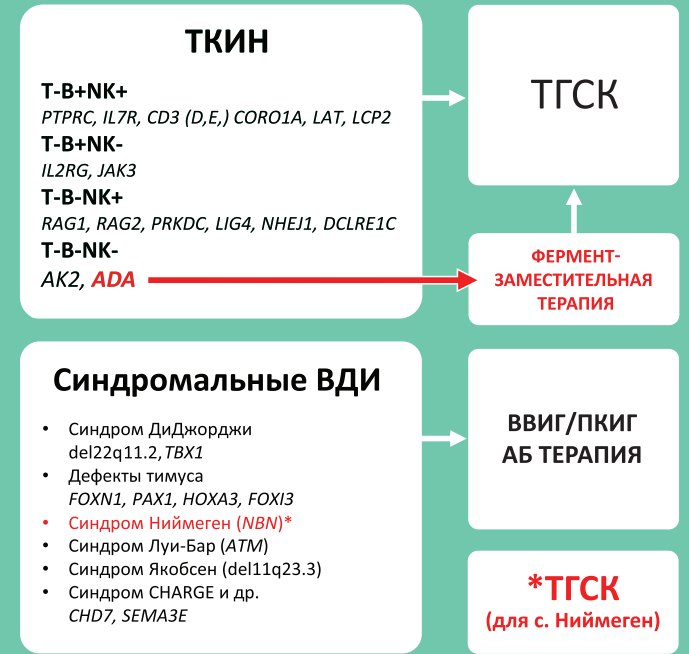 ТКИН
T-B+NK+
PTPRC, IL7R, CD3 (D,E,) CORO1A, LAT, LCP2
T-B+NK-
IL2RG, JAK3
T-B-NK+
RAG1, RAG2, PRKDC, LIG4, NHEJ1, DCLRE1C
T-B-NK-
AK2, ADA
ТГСК
ФЕРМЕНТ-
ЗАМЕСТИТЕЛЬНАЯ
ТЕРАПИЯ
Синдромальные ВДИ
• Синдром ДиДжорджи
del22q11.2, TBX1
• Дефекты тимуса
FOXN1, PAX1, HOXA3, FOXI3
• Синдром Ниймеген (NBN)*
• Синдром Луи-Бар (ATM)
• Синдром Якобсен (del11q23.3)
• Синдром CHARGE и др.
CHD7, SEMA3E
ВВИГ/ПКИГ
АБ ТЕРАПИЯ
*ТГСК
(для с. Ниймеген)